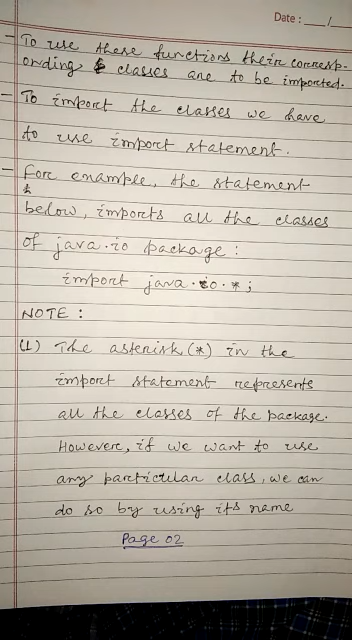 Date : ___/___
- To use these functions their corresp-
onding classes are to be imported.
- To import the classes we have
to use import statement.
- For example, the statement
below, imports all the classes
of java.io package :
import java.io.*;
NOTE :
(1) The asterisk (*) in the
import statement represents
all the classes of the package.
However, if we want to use
any particular class, we can
do so by using its name
Page 02